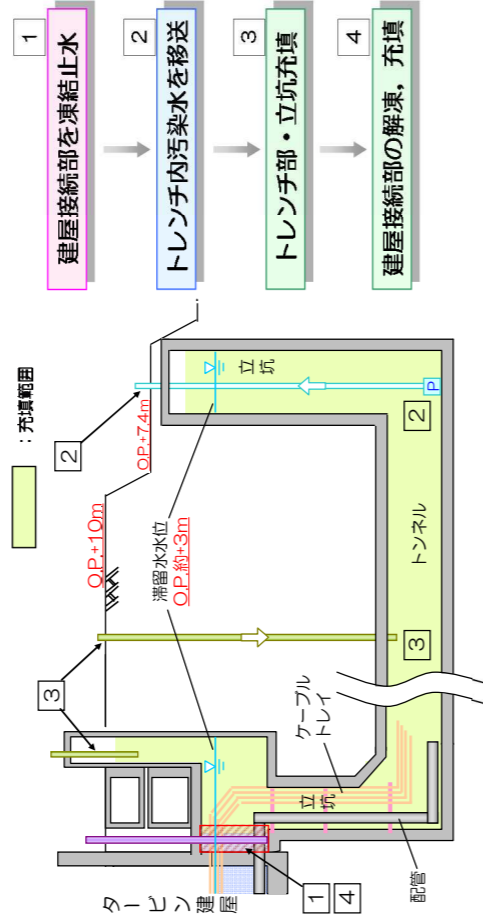 ：充填範囲
タービン建屋
1
4
3
O.P.+10m
2
O.P.+7.4m
滞留水水位
O.P.約+3m
立坑
ケーブル
トレイ
立坑
配管
3
トンネル
2
P
1
建屋接続部を凍結止水
2
トレンチ内汚染水を移送
3
トレンチ部・立坑充填
4
建屋接続部の解凍，充填